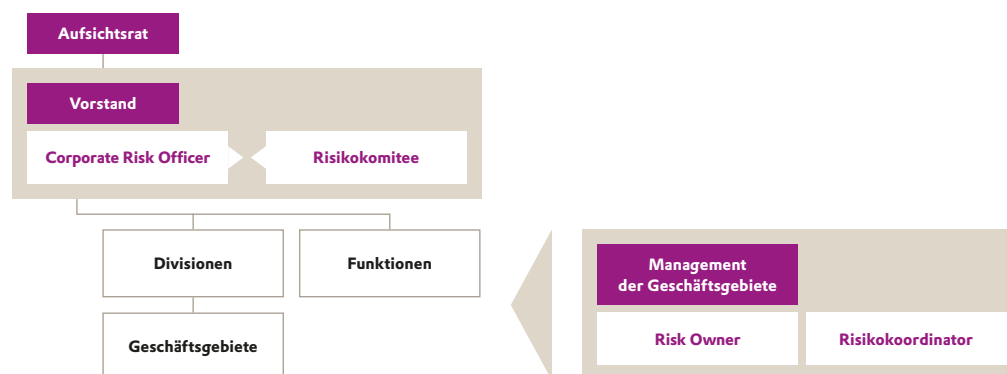 Aufsichtsrat
Vorstand
Corporate Risk Officer
Risikokomitee
Divisionen
Funktionen
Geschäftsgebiete
Management
der Geschäftsgebiete
Risk Owner
Risikokoordinator